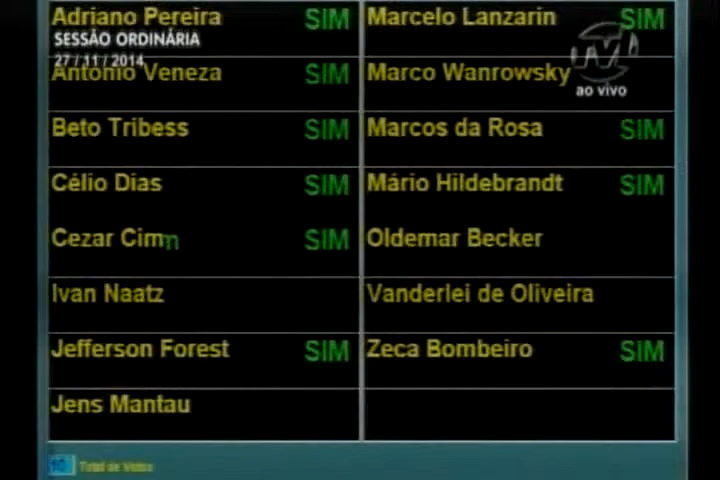 Adriano Pereira SIM Marcelo Lanzarin SIM
SESSÃO ORDINÁRIA
27/11/2014
Antônio Veneza SIM Marco Wanrowsky
ao vivo
Beto Tribess SIM Marcos da Rosa SIM
Célio Dias SIM Mário Hildebrandt SIM
Cezar Cim SIM Oldemar Becker
Ivan Naatz Vanderlei de Oliveira
Jefferson Forest SIM Zeca Bombeiro SIM
Jens Mantau
10 Total de Votos